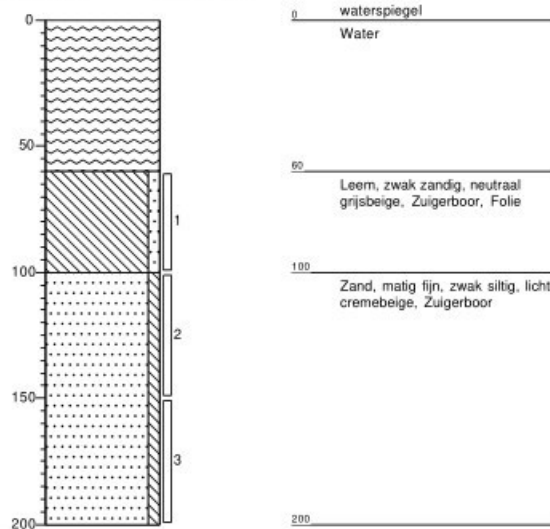 0
50
100
150
200
1
2
3
0
waterspiegel
Water
60
Leem, zwak zandig, neutraal
grijsbeige, Zuigerboor, Folie
100
Zand, matig fijn, zwak siltig, licht
cremebeige, Zuigerboor
200